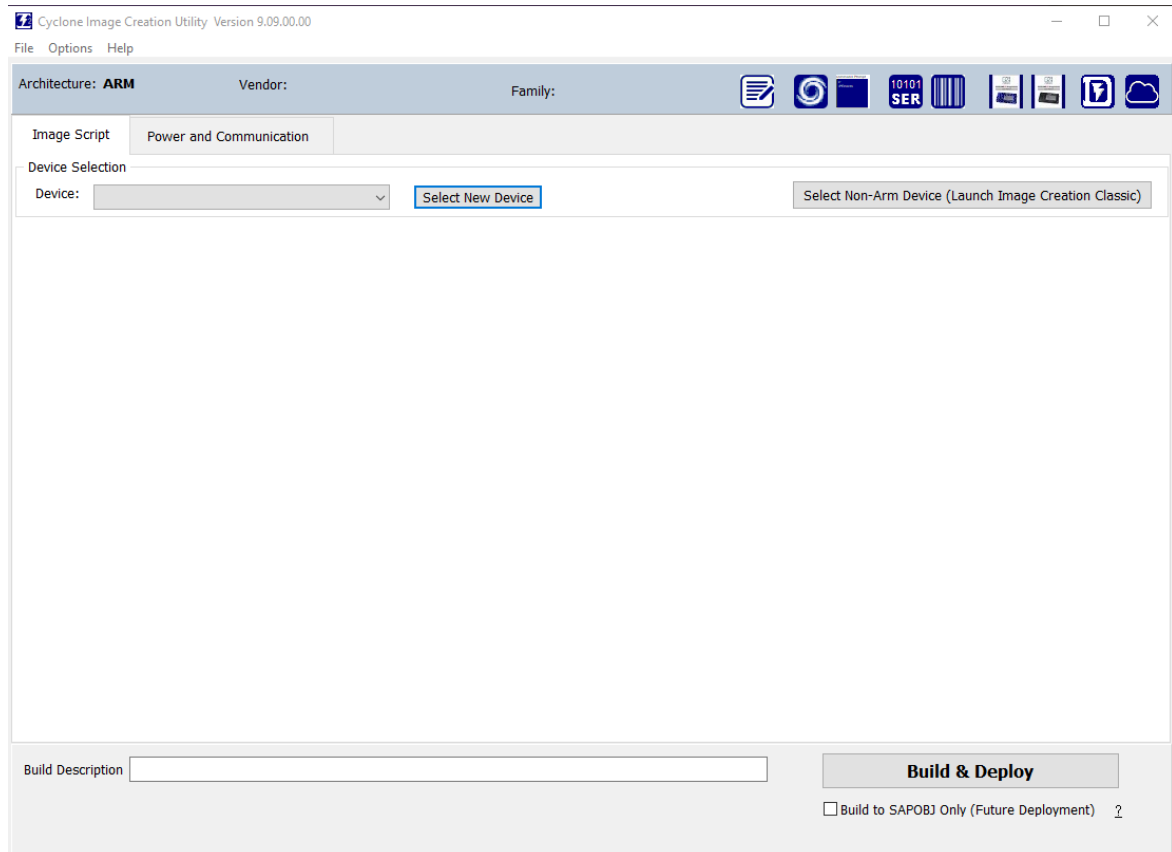 Cyclone Image Creation Utility Version 9.09.00.00
File Options Help
Architecture: ARM Vendor: Family:
10101
SER
Image Script Power and Communication
Device Selection
Device: Select New Device Select Non-Arm Device (Launch Image Creation Classic)
Build Description Build & Deploy
Build to SAPOBJ Only (Future Deployment) ?